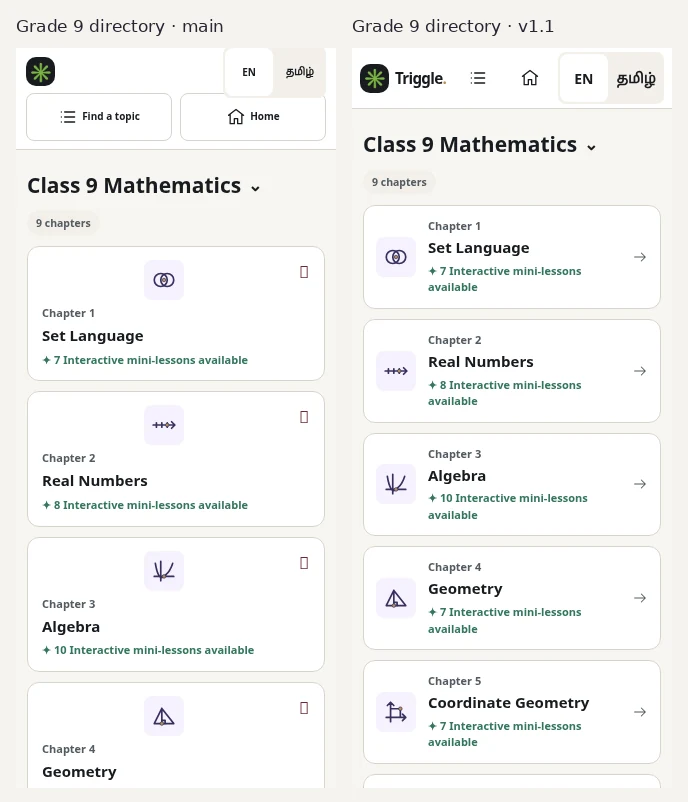 Grade 9 directory · main
EN
தமிழ்
Find a topic
Home
Class 9 Mathematics
9 chapters
Chapter 1
Set Language
✦ 7 Interactive mini-lessons available
Chapter 2
Real Numbers
✦ 8 Interactive mini-lessons available
Chapter 3
Algebra
✦ 10 Interactive mini-lessons available
Chapter 4
Geometry
Grade 9 directory · v1.1
Triggle.
EN
தமிழ்
Class 9 Mathematics
9 chapters
Chapter 1
Set Language
✦ 7 Interactive mini-lessons
available
Chapter 2
Real Numbers
✦ 8 Interactive mini-lessons
available
Chapter 3
Algebra
✦ 10 Interactive mini-lessons
available
Chapter 4
Geometry
✦ 7 Interactive mini-lessons
available
Chapter 5
Coordinate Geometry
✦ 7 Interactive mini-lessons
available